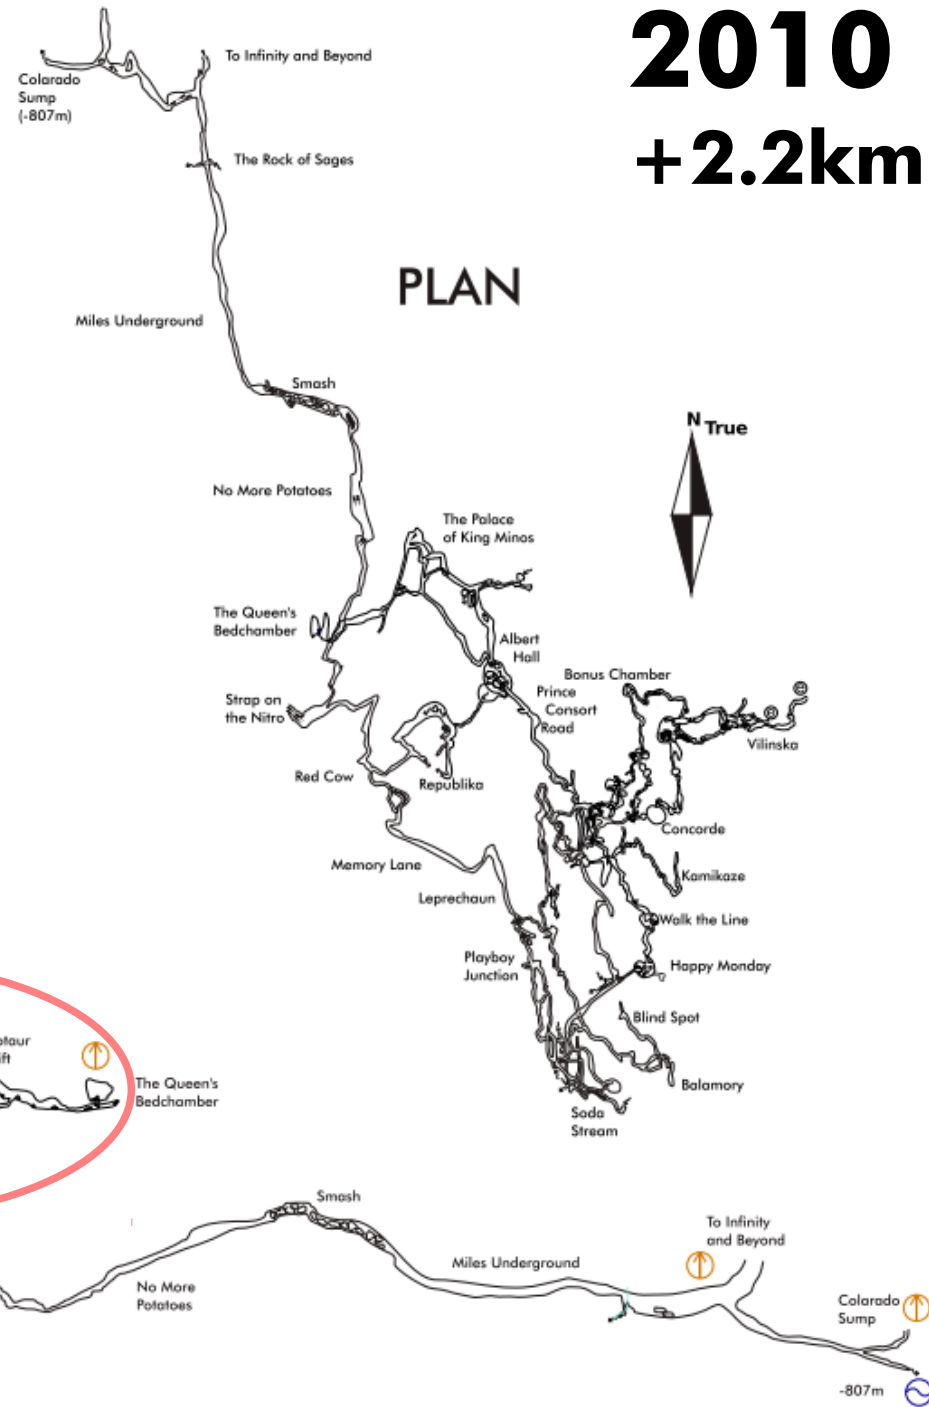 2010
+2.2km
To Infinity and Beyond
Colarado
Sump
(-807m)
The Rock of Sages
PLAN
Miles Underground
Smash
N True
No More Potatoes
The Palace
of King Minos
The Queen's
Bedchamber
Albert
Hall
Bonus Chamber
Prince
Consort
Road
Strap on
the Nitro
Vilinska
Red Cow
Republika
Concorde
Memory Lane
Kamikaze
Leprechaun
Walk the Line
Playboy
Junction
Happy Monday
Blind Spot
otaur
ift
The Queen's
Bedchamber
Balamory
Soda
Stream
Smash
To Infinity
and Beyond
Miles Underground
No More
Potatoes
Colarado
Sump
-807m